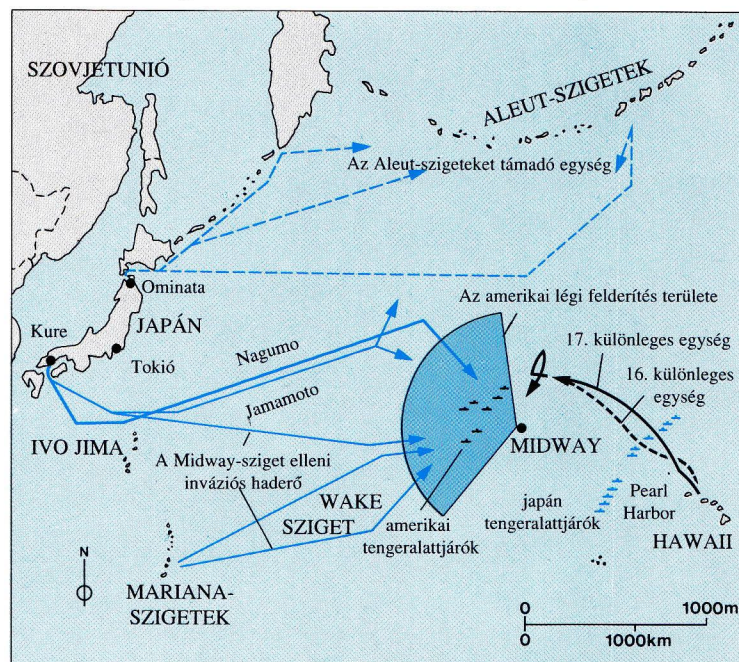 SZOVJETUNIÓ
ALEUT-SZIGETEK
Az Aleut-szigeteket támadó egység
Ominata
JAPÁN
Kure
Tokió
Nagumo
Jamamoto
Az amerikai légi felderítés területe
17. különleges
egység
16. különleges
egység
IVO JIMA
MIDWAY
A Midway-sziget elleni
inváziós haderő
WAKE
SZIGET
amerikai
tengeralattjárók
japán
tengeralattjárók
Pearl
Harbor
HAWAII
N
MARIANA-
SZIGETEK
0 1000m
0 1000km